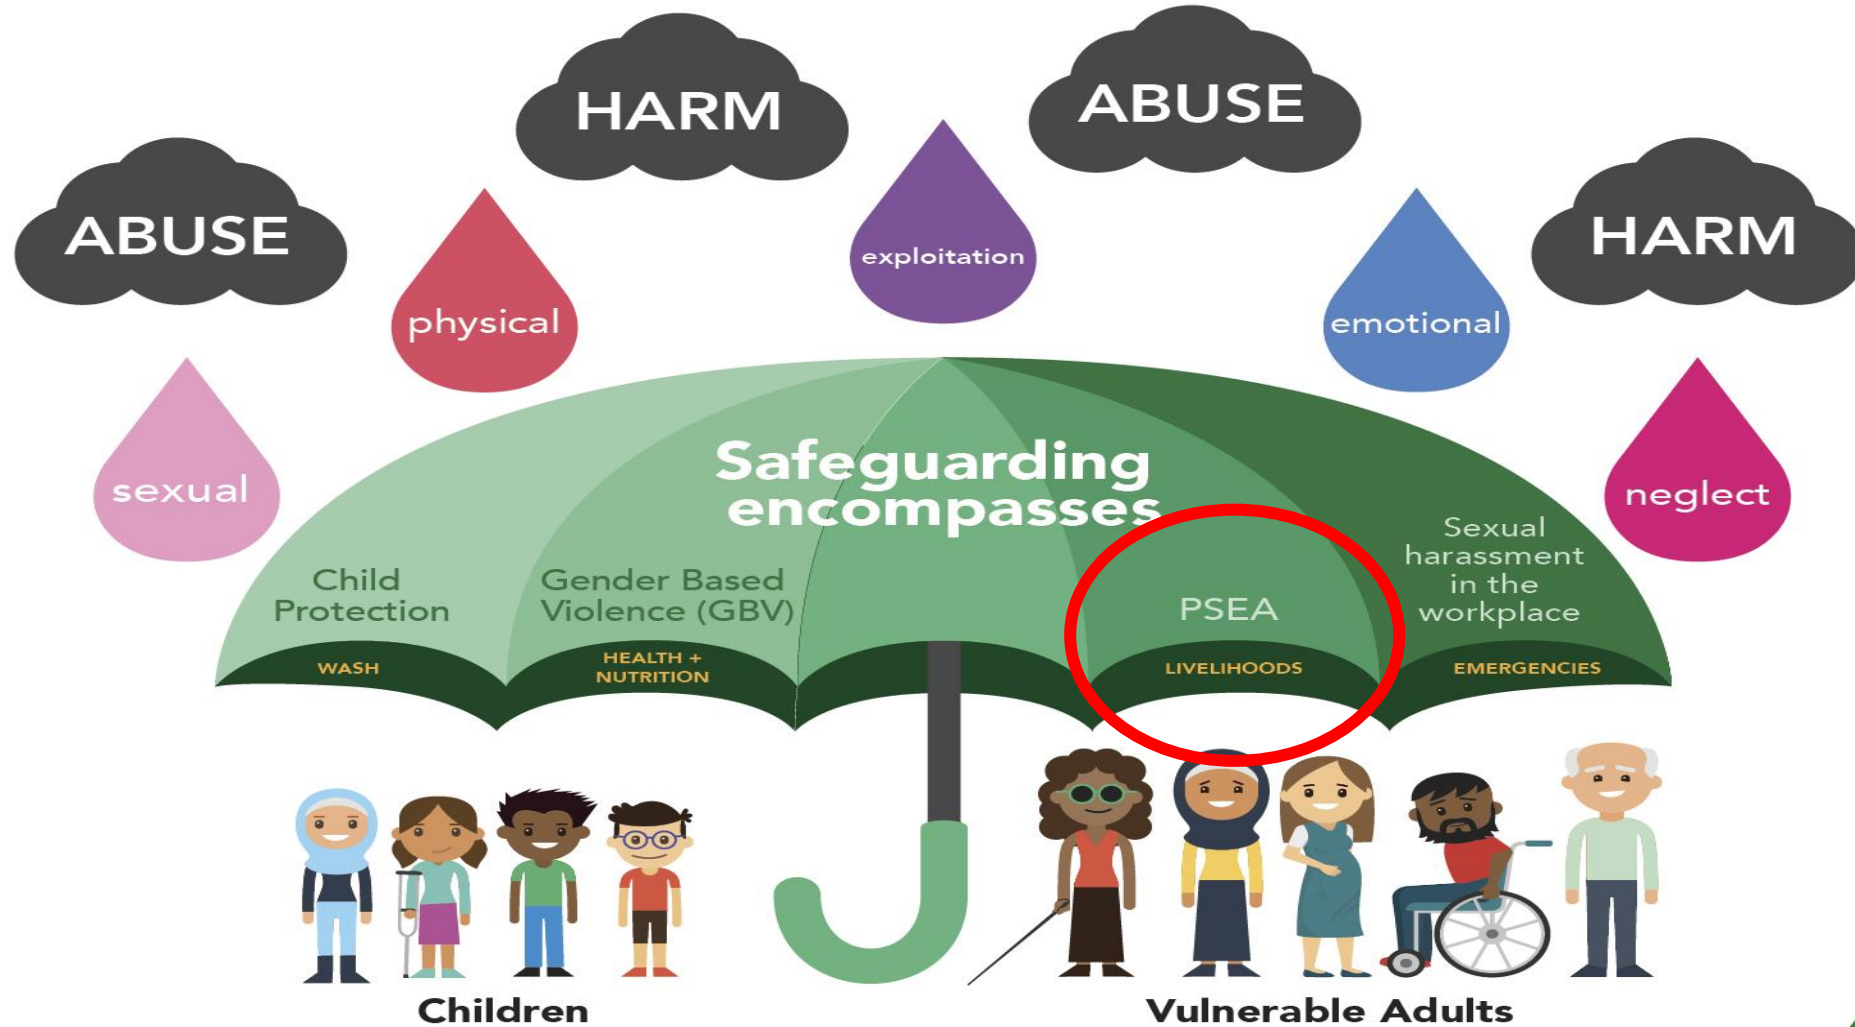 HARM
ABUSE
ABUSE
HARM
physical
exploitation
emotional
sexual
neglect
Safeguarding
encompasses
Child
Protection
Gender Based
Violence (GBV)
PSEA
Sexual
harassment
in the
workplace
WASH
HEALTH +
NUTRITION
LIVELIHOODS
EMERGENCIES
Children
Vulnerable Adults